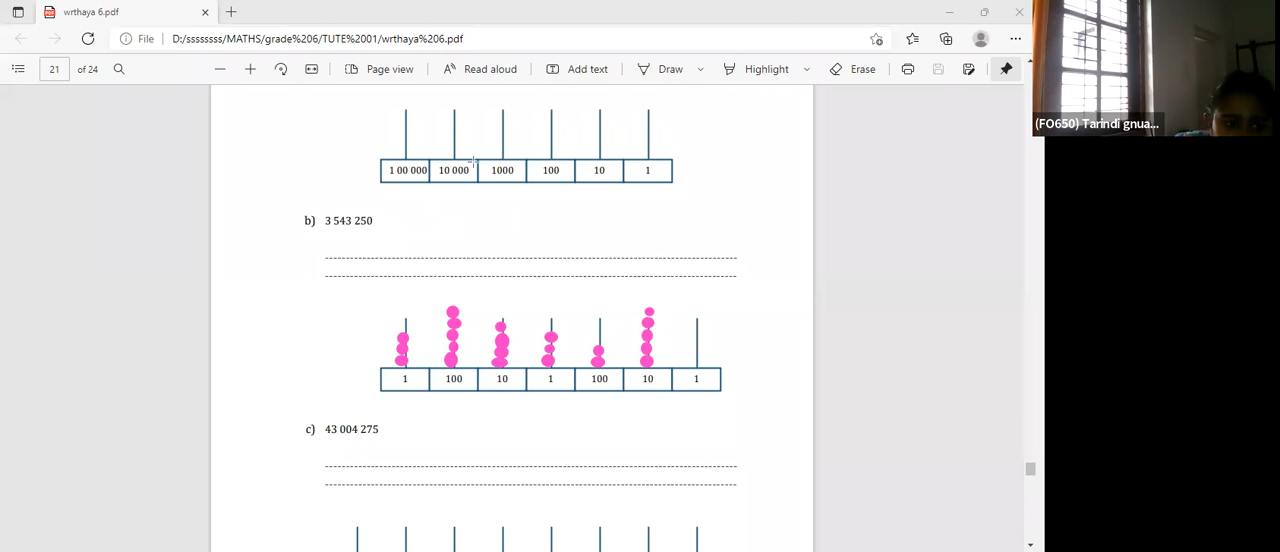 wrthaya 6.pdf
File D:/ssssssss/MATHS/grade%206/TUTE%2001/wrthaya%206.pdf
21 of 24 Page view Read aloud Add text Draw Highlight Erase
(FO650) Tarindi gnua...
1 00 000 10 000 1000 100 10 1
b) 3 543 250
1 100 10 1 100 10 1
c) 43 004 275